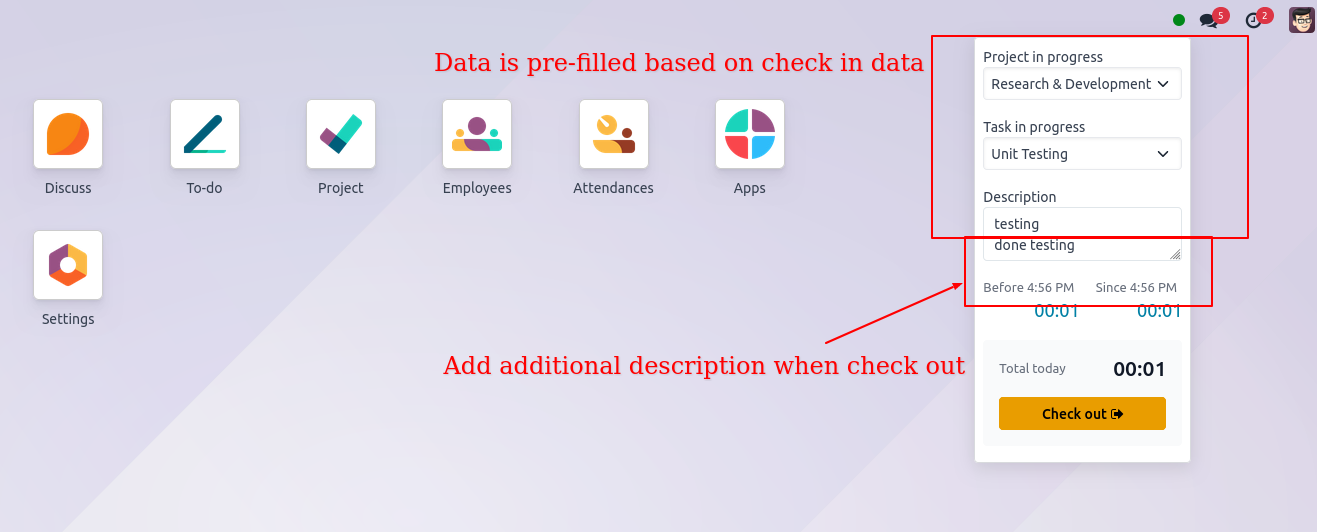 5
2
Data is pre-filled based on check in data
Project in progress
Research & Development
Task in progress
Unit Testing
Discuss
To-do
Project
Employees
Attendances
Apps
Description
testing
done testing
Before 4:56 PM
Since 4:56 PM
00:01
00:01
Settings
Add additional description when check out
Total today
00:01
Check out